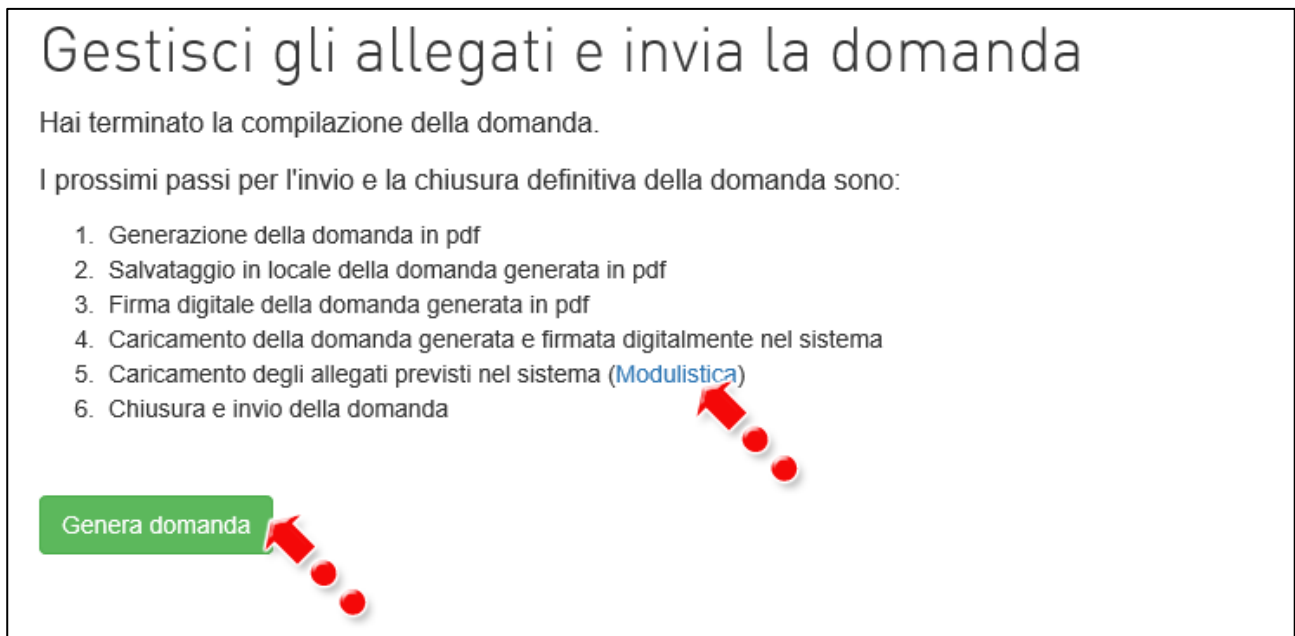 Gestisci gli allegati e invia la domanda
Hai terminato la compilazione della domanda.
I prossimi passi per l'invio e la chiusura definitiva della domanda sono:
1. Generazione della domanda in pdf
2. Salvataggio in locale della domanda generata in pdf
3. Firma digitale della domanda generata in pdf
4. Caricamento della domanda generata e firmata digitalmente nel sistema
5. Caricamento degli allegati previsti nel sistema (Modulistica)
6. Chiusura e invio della domanda
Genera domanda